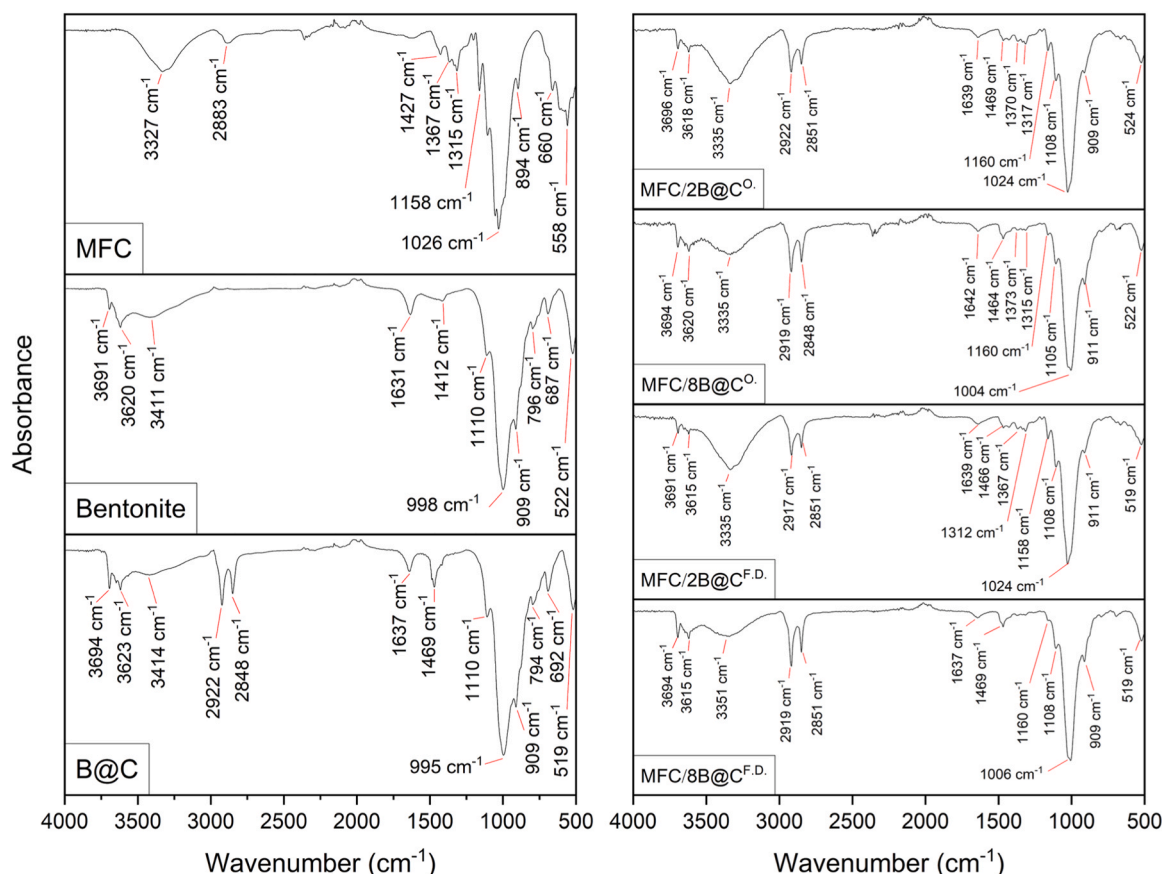 Absorbance
3327 cm-1
2883 cm-1
1427 cm-1
1367 cm-1
1315 cm-1
1158 cm-1
1026 cm-1
894 cm-1
660 cm-1
558 cm-1
MFC
3691 cm-1
3620 cm-1
3411 cm-1
1631 cm-1
1412 cm-1
1110 cm-1
998 cm-1
909 cm-1
796 cm-1
687 cm-1
522 cm-1
Bentonite
3694 cm-1
3623 cm-1
3414 cm-1
2922 cm-1
2848 cm-1
1637 cm-1
1469 cm-1
1110 cm-1
995 cm-1
909 cm-1
794 cm-1
692 cm-1
519 cm-1
B@C
4000 3500 3000 2500 2000 1500 1000 500
Wavenumber (cm-1)
3696 cm-1
3618 cm-1
3335 cm-1
2922 cm-1
2851 cm-1
1639 cm-1
1469 cm-1
1370 cm-1
1317 cm-1
1160 cm-1
1108 cm-1
1024 cm-1
909 cm-1
524 cm-1
MFC/2B@CO.
3694 cm-1
3620 cm-1
3335 cm-1
2919 cm-1
2848 cm-1
1642 cm-1
1464 cm-1
1373 cm-1
1315 cm-1
1160 cm-1
1105 cm-1
1004 cm-1
911 cm-1
522 cm-1
MFC/8B@CO.
3691 cm-1
3615 cm-1
3335 cm-1
2917 cm-1
2851 cm-1
1639 cm-1
1466 cm-1
1367 cm-1
1312 cm-1
1158 cm-1
1108 cm-1
1024 cm-1
911 cm-1
519 cm-1
MFC/2B@CF.D.
3694 cm-1
3615 cm-1
3351 cm-1
2919 cm-1
2851 cm-1
1637 cm-1
1469 cm-1
1160 cm-1
1108 cm-1
1006 cm-1
909 cm-1
519 cm-1
MFC/8B@CF.D.
4000 3500 3000 2500 2000 1500 1000 500
Wavenumber (cm-1)